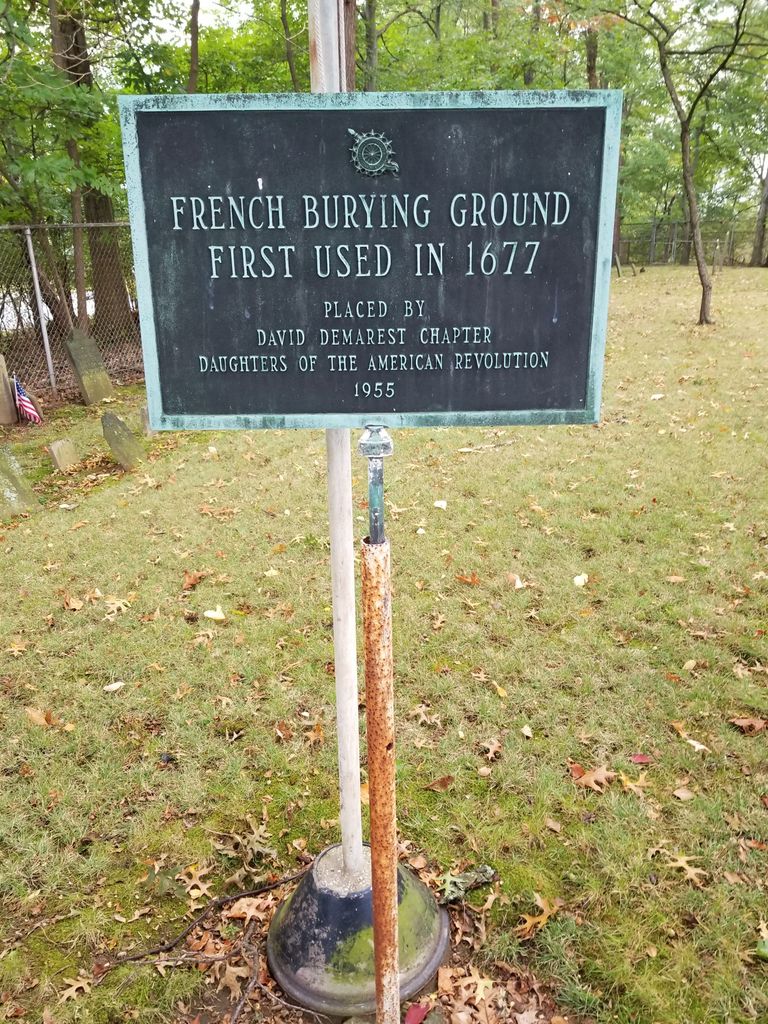 FRENCH BURYING GROUND
FIRST USED IN 1677
PLACED BY
DAVID DEMAREST CHAPTER
DAUGHTERS OF THE AMERICAN REVOLUTION
1955